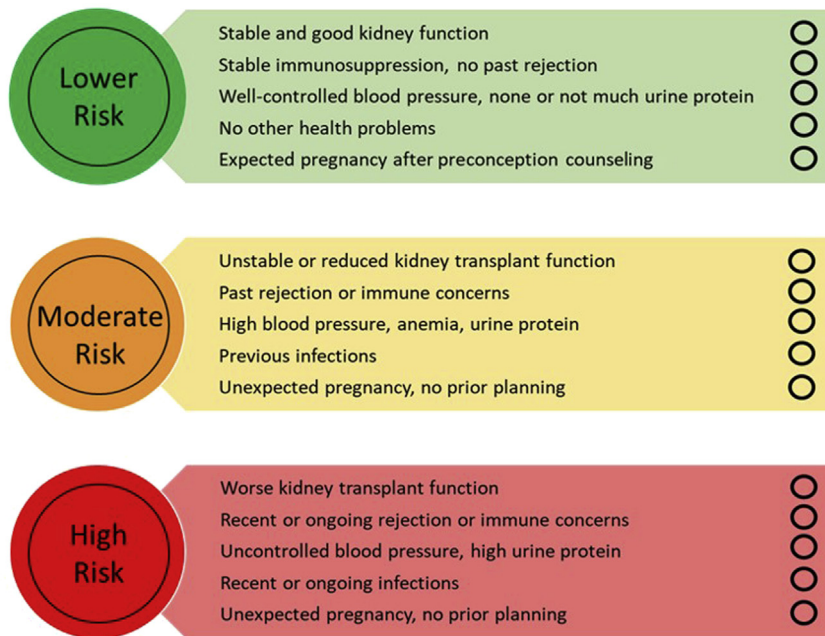 Lower
Risk
Stable and good kidney function
Stable immunosuppression, no past rejection
Well-controlled blood pressure, none or not much urine protein
No other health problems
Expected pregnancy after preconception counseling
Moderate
Risk
Unstable or reduced kidney transplant function
Past rejection or immune concerns
High blood pressure, anemia, urine protein
Previous infections
Unexpected pregnancy, no prior planning
High
Risk
Worse kidney transplant function
Recent or ongoing rejection or immune concerns
Uncontrolled blood pressure, high urine protein
Recent or ongoing infections
Unexpected pregnancy, no prior planning